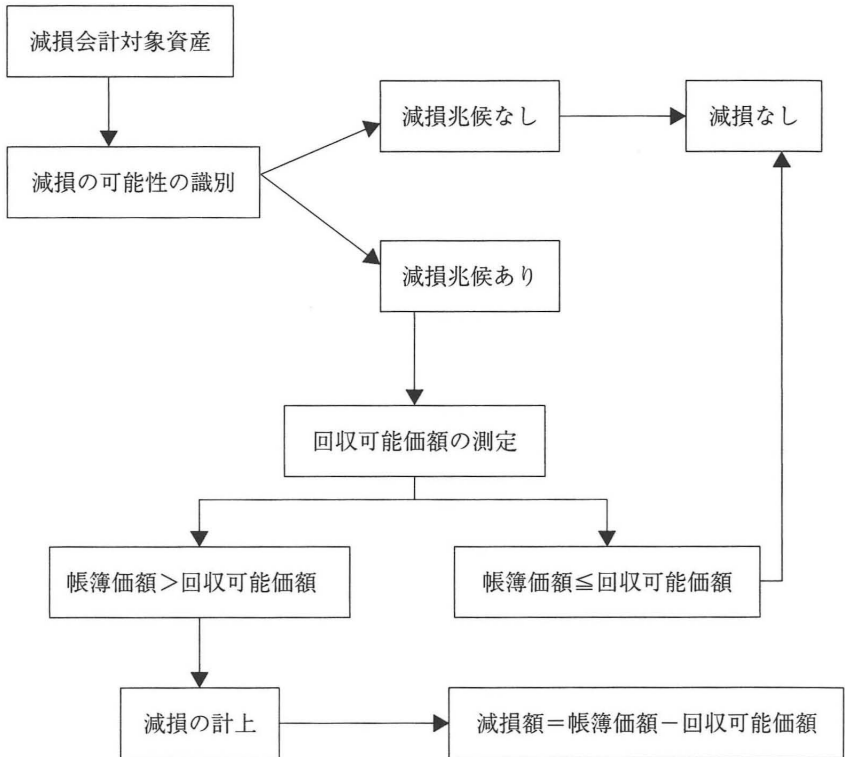 減損会計対象資産
減損兆候なし
減損なし
減損の可能性の識別
減損兆候あり
回収可能価額の測定
帳簿価額＞回収可能価額
帳簿価額≦回収可能価額
減損の計上
減損額＝帳簿価額－回収可能価額